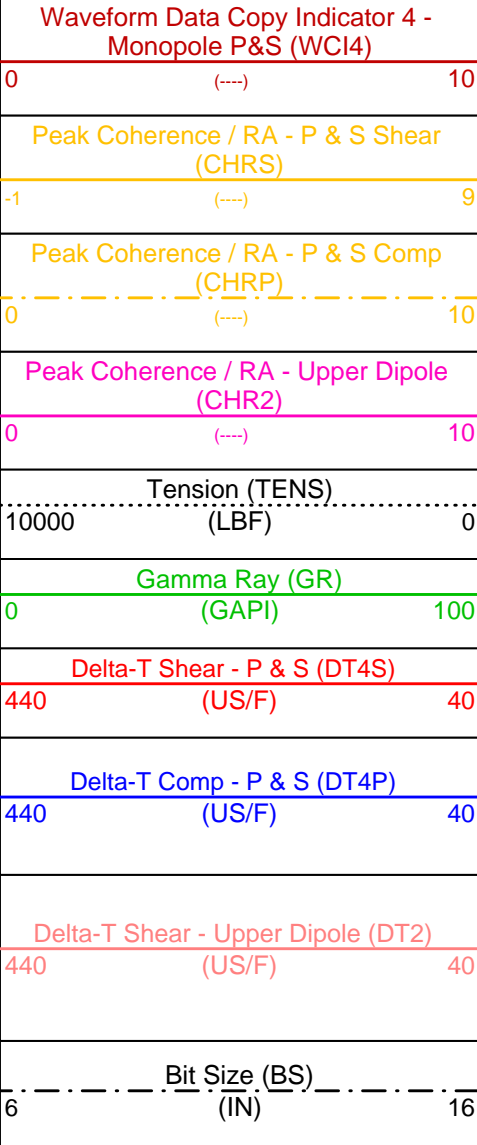 Waveform Data Copy Indicator 4 -
Monopole P&S (WCI4)
0 (----) 10
Peak Coherence / RA - P & S Shear
(CHRS)
-1 (----) 9
Peak Coherence / RA - P & S Comp
(CHRP)
0 (----) 10
Peak Coherence / RA - Upper Dipole
(CHR2)
0 (----) 10
Tension (TENS)
10000 (LBF) 0
Gamma Ray (GR)
0 (GAPI) 100
Delta-T Shear - P & S (DT4S)
440 (US/F) 40
Delta-T Comp - P & S (DT4P)
440 (US/F) 40
Delta-T Shear - Upper Dipole (DT2)
440 (US/F) 40
Bit Size (BS)
6 (IN) 16